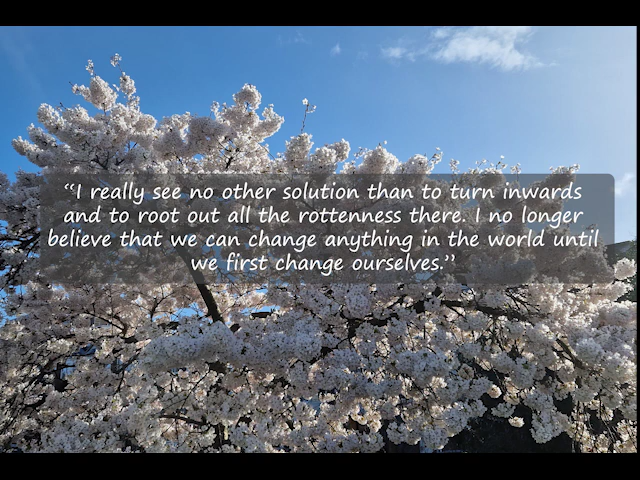 “I really see no other solution than to turn inwards
and to root out all the rottenness there. I no longer
believe that we can change anything in the world until
we first change ourselves.”